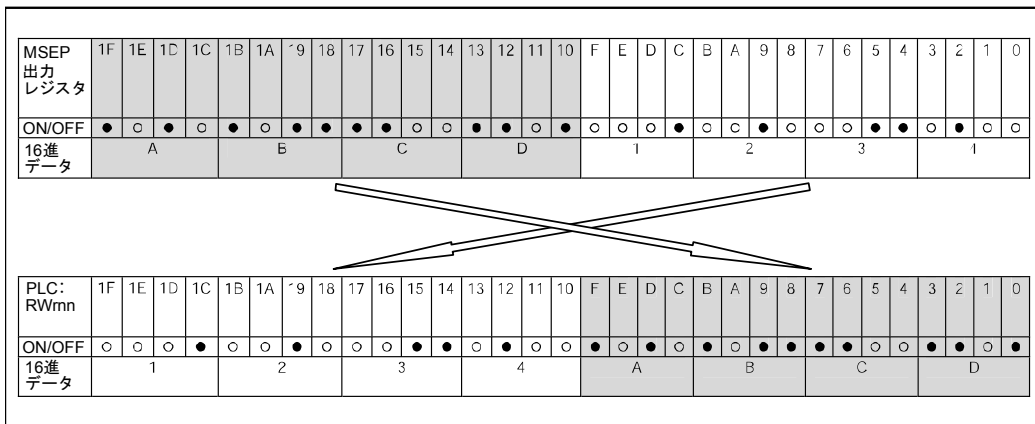 MSEP 1F 1E 1D 1C 1B 1A 19 18 17 16 15 14 13 12 11 10 F E D C B A 9 8 7 6 5 4 3 2 1 0
出力
レジスタ
ON/OFF ● ○ ● ○ ● ○ ● ● ● ● ○ ○ ● ● ○ ● ○ ○ ○ ● ○ ○ ● ○ ○ ○ ● ● ○ ● ○ ○
16進 A B C D 1 2 3 4
データ
PLC： 1F 1E 1D 1C 1B 1A 19 18 17 16 15 14 13 12 11 10 F E D C B A 9 8 7 6 5 4 3 2 1 0
RWrn
ON/OFF ○ ○ ○ ● ○ ○ ● ○ ○ ○ ● ● ○ ● ○ ○ ● ○ ● ○ ● ○ ● ● ● ● ○ ○ ● ● ○ ●
16進 1 2 3 4 A B C D
データ